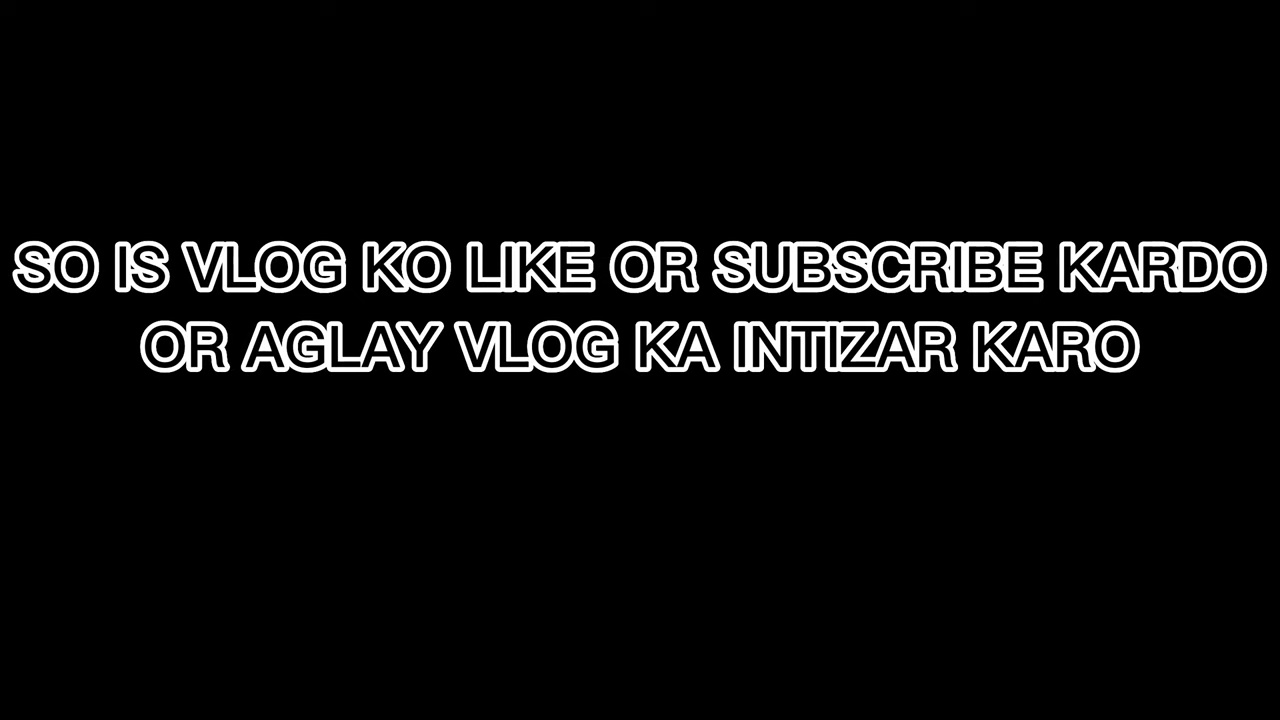 SO IS VLOG KO LIKE OR SUBSCRIBE KARDO
OR AGLAY VLOG KA INTIZAR KARO